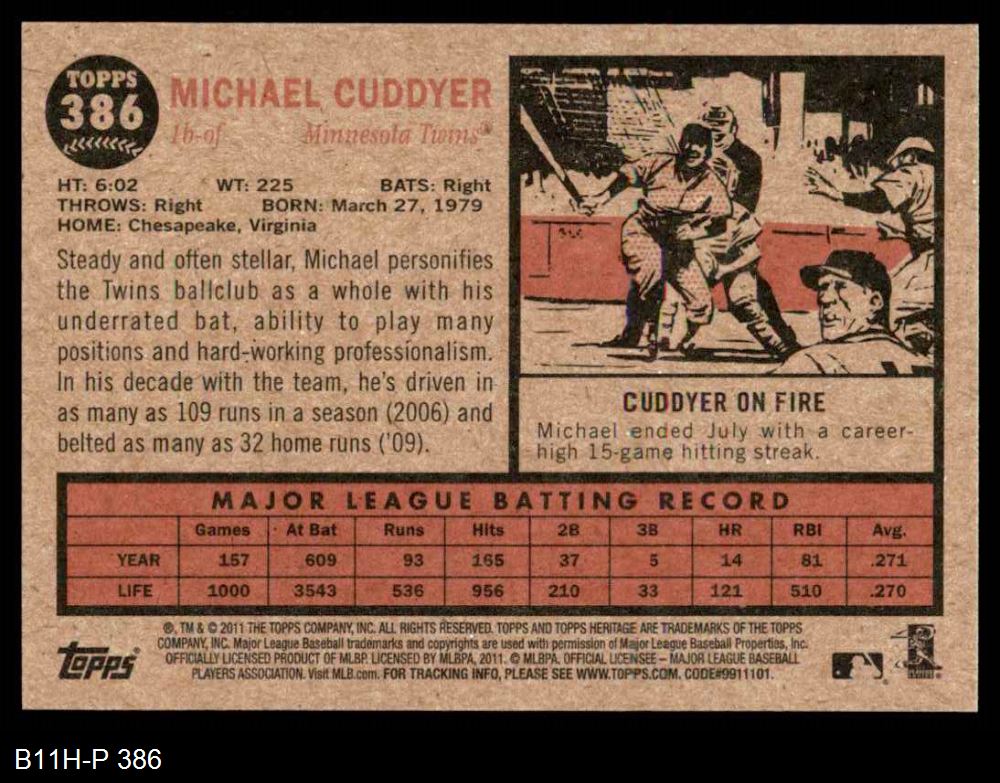 TOPPS
386
MICHAEL CUDDYER
1b-of Minnesota Twins®
HT: 6:02 WT: 225 BATS: Right
THROWS: Right BORN: March 27, 1979
HOME: Chesapeake, Virginia
Steady and often stellar, Michael personifies
the Twins ballclub as a whole with his
underrated bat, ability to play many
positions and hard-working professionalism.
In his decade with the team, he's driven in
as many as 109 runs in a season (2006) and
belted as many as 32 home runs ('09).
CUDDYER ON FIRE
Michael ended July with a career-
high 15-game hitting streak.
MAJOR LEAGUE BATTING RECORD
Games At Bat Runs Hits 2B 3B HR RBI Avg.
YEAR 157 609 93 165 37 5 14 81 .271
LIFE 1000 3543 536 956 210 33 121 510 .270
topps®
®, TM & © 2011 THE TOPPS COMPANY, INC. ALL RIGHTS RESERVED. TOPPS AND TOPPS HERITAGE ARE TRADEMARKS OF THE TOPPS
COMPANY, INC. Major League Baseball trademarks and copyrights are used with permission of Major League Baseball Properties, Inc.
OFFICIALLY LICENSED PRODUCT OF MLBP. LICENSED BY MLBPA, 2011. © MLBPA. OFFICIAL LICENSEE – MAJOR LEAGUE BASEBALL
PLAYERS ASSOCIATION. Visit MLB.com. FOR TRACKING INFO, PLEASE SEE WWW.TOPPS.COM. CODE#9911101.
B11H-P 386